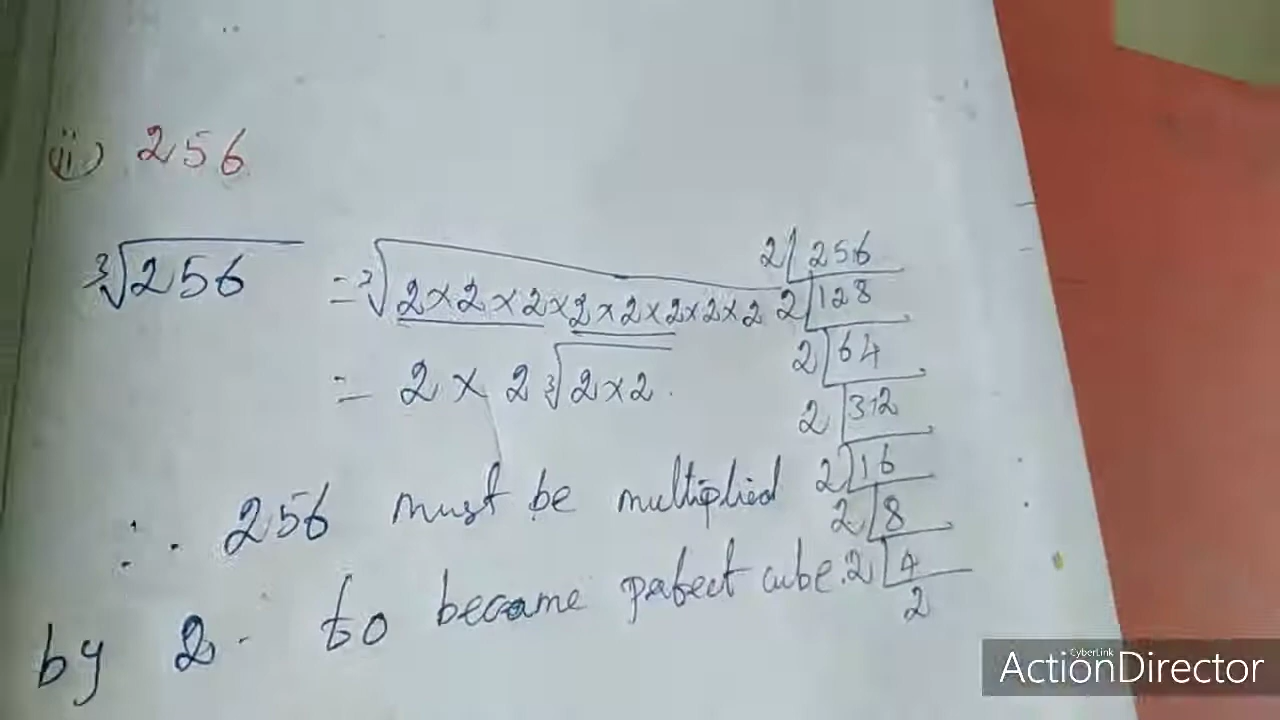 (ii) 256
∛256 = ∛2×2×2×2×2×2×2×2
= 2 × 2 ∛2×2
2 256
2 128
2 64
2 32
2 16
2 8
2 4
2
∴ 256 must be multiplied
by 2. to become pafect cube.
CyberLink
ActionDirector